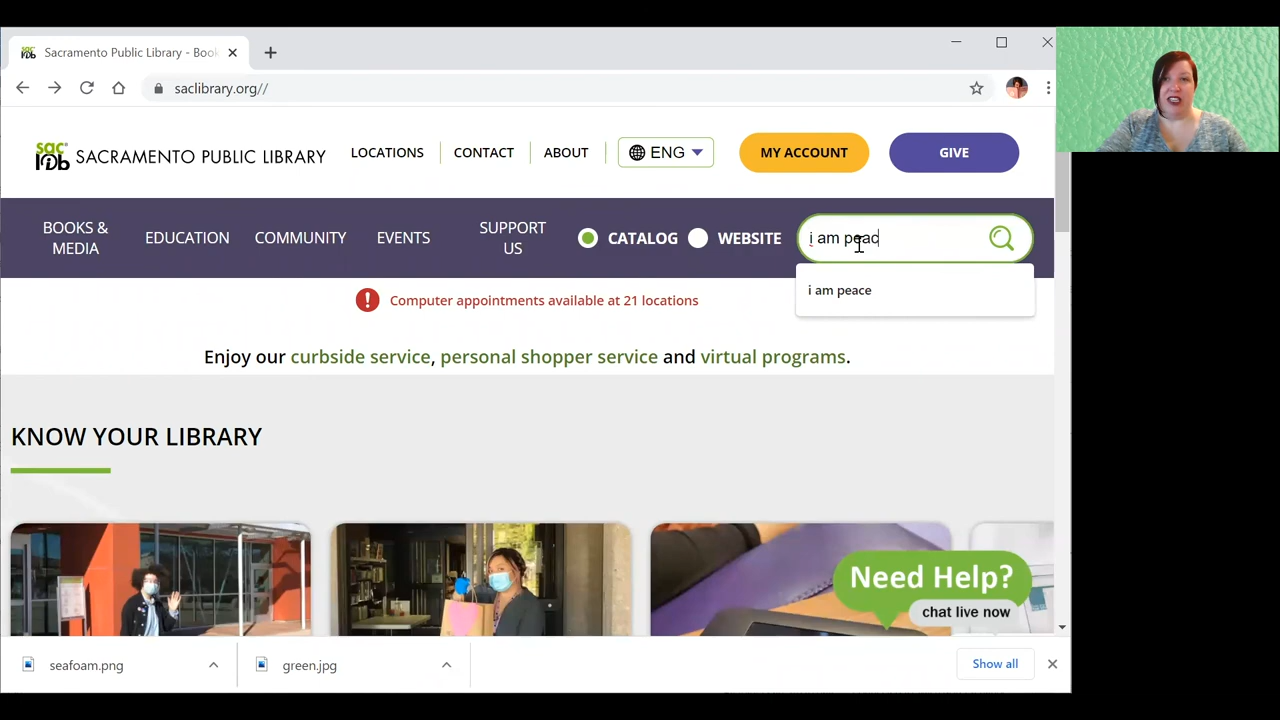 Sacramento Public Library - Book
saclibrary.org//
sac lib SACRAMENTO PUBLIC LIBRARY
LOCATIONS
CONTACT
ABOUT
ENG
MY ACCOUNT
GIVE
BOOKS &
MEDIA
EDUCATION
COMMUNITY
EVENTS
SUPPORT
US
CATALOG
WEBSITE
i am peac
i am peace
Computer appointments available at 21 locations
Enjoy our curbside service, personal shopper service and virtual programs.
KNOW YOUR LIBRARY
Need Help?
chat live now
seafoam.png
green.jpg
Show all